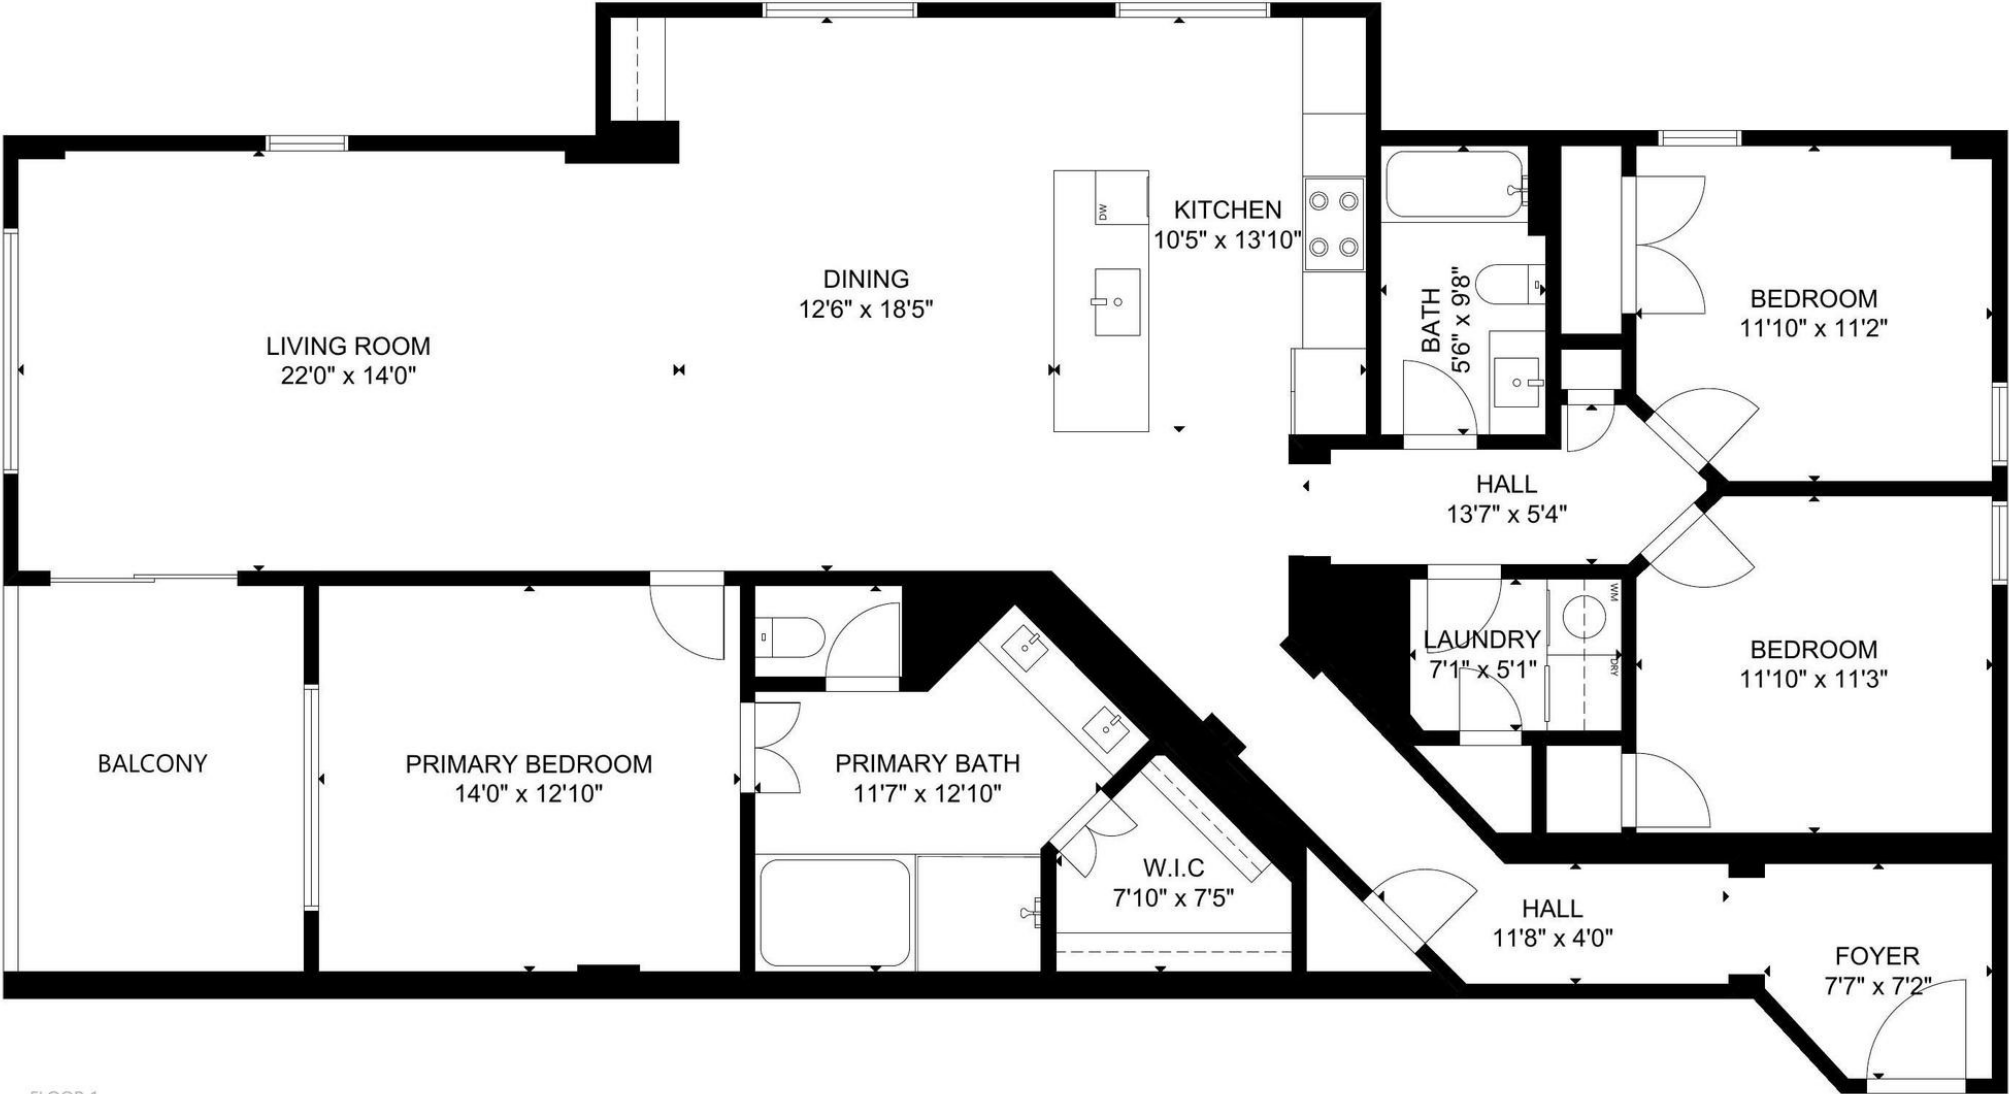 KITCHEN
10'5" x 13'10"
DW
DINING
12'6" x 18'5"
LIVING ROOM
22'0" x 14'0"
BATH
5'6" x 9'8"
BEDROOM
11'10" x 11'2"
HALL
13'7" x 5'4"
WM
LAUNDRY
7'1" x 5'1"
DRY
BEDROOM
11'10" x 11'3"
BALCONY
PRIMARY BEDROOM
14'0" x 12'10"
PRIMARY BATH
11'7" x 12'10"
W.I.C
7'10" x 7'5"
HALL
11'8" x 4'0"
FOYER
7'7" x 7'2"
FLOOR 1